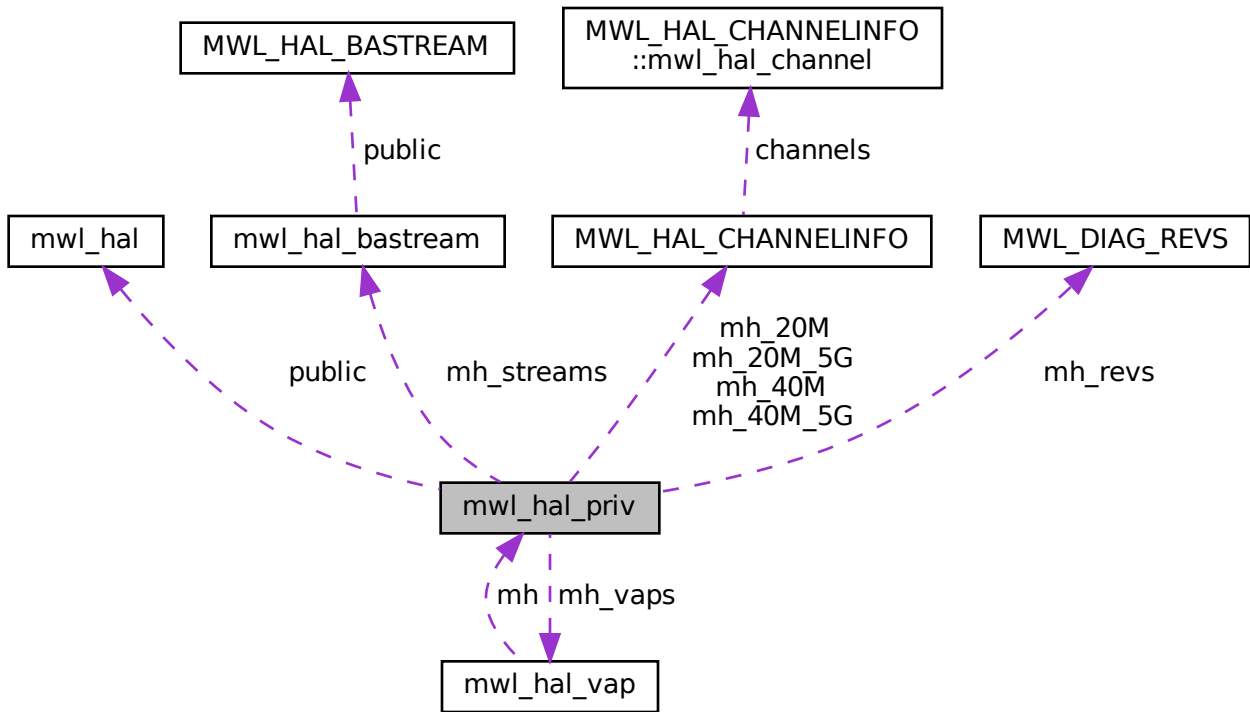 MWL_HAL_BASTREAM
MWL_HAL_CHANNELINFO
::mwl_hal_channel
public
channels
mwl_hal
mwl_hal_bastream
MWL_HAL_CHANNELINFO
MWL_DIAG_REVS
public
mh_streams
mh_20M
mh_20M_5G
mh_40M
mh_40M_5G
mh_revs
mwl_hal_priv
mh
mh_vaps
mwl_hal_vap